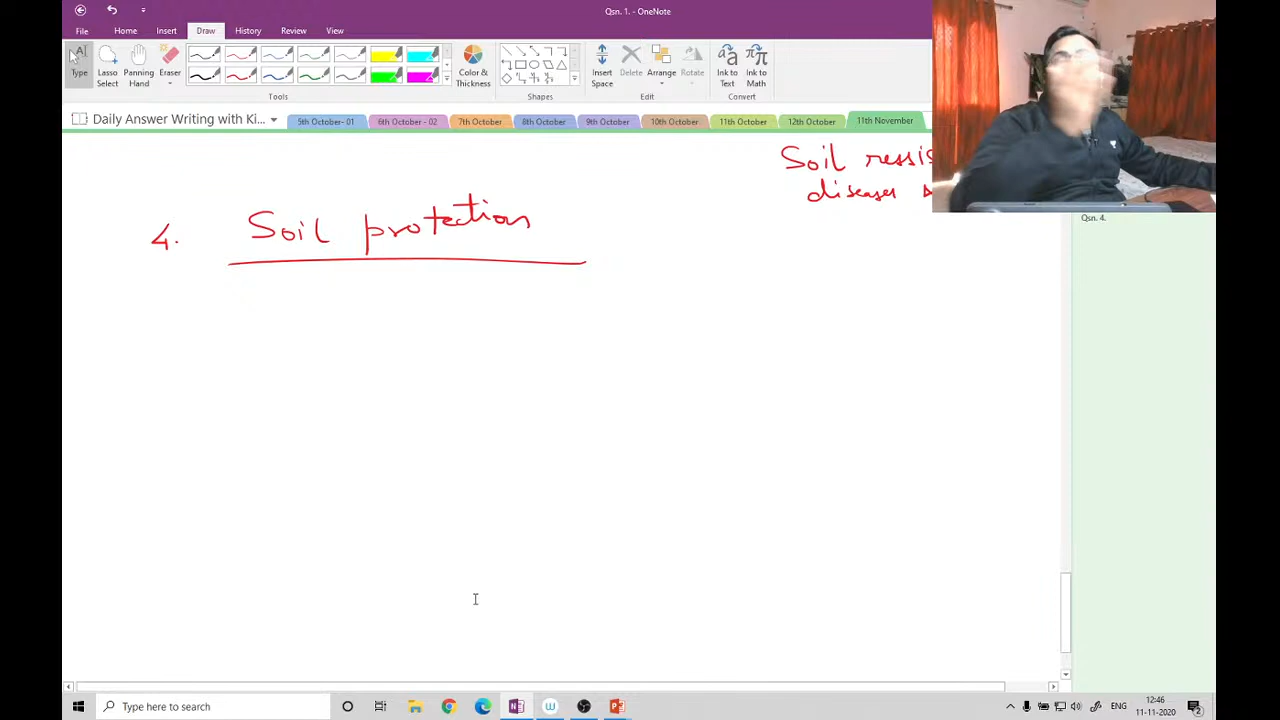 Qsn. 1. - OneNote
File Home Insert Draw History Review View
Type
Lasso Select
Panning Hand
Eraser
Color & Thickness
Insert Space
Delete
Arrange
Rotate
Ink to Text
Ink to Math
Tools
Shapes
Edit
Convert
Daily Answer Writing with Ki...
5th October- 01
6th October - 02
7th October
8th October
9th October
10th October
11th October
12th October
11th November
Soil
diseases
Qsn. 4.
4. Soil protection
Type here to search
ENG
12:46
11-11-2020
2